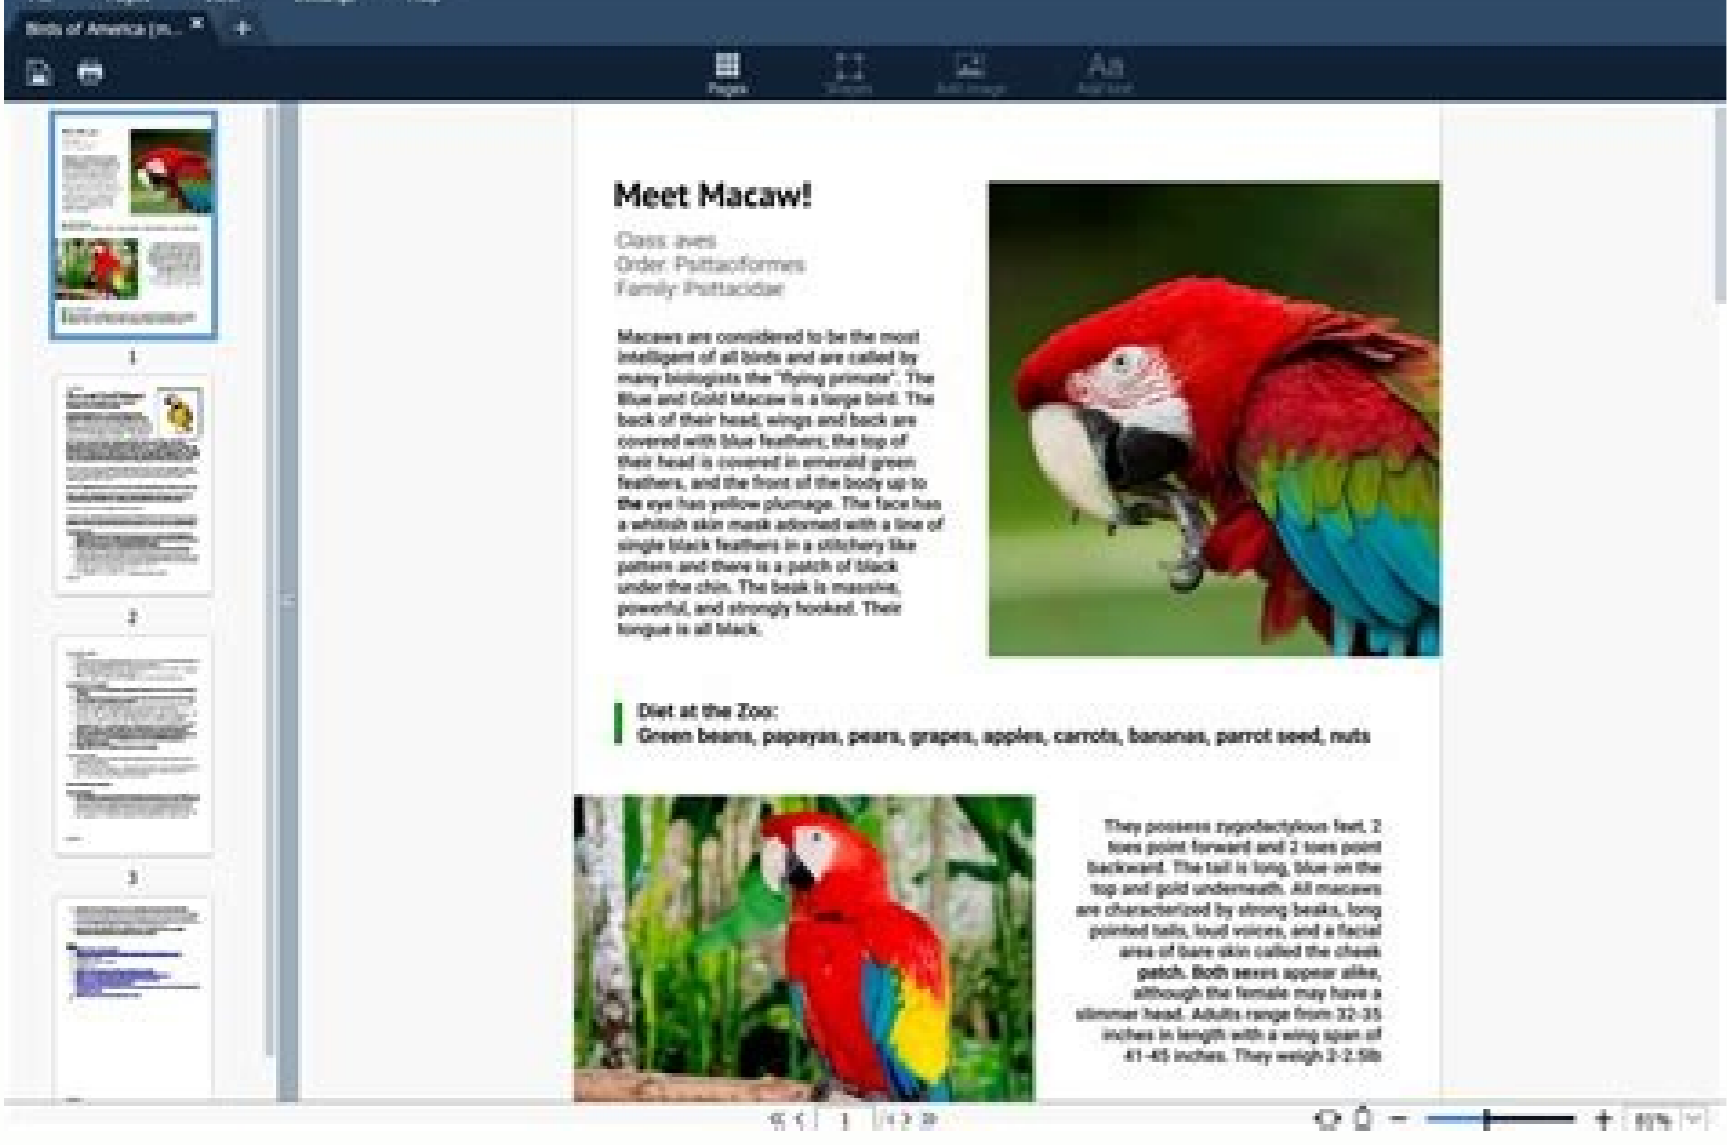 Birds of America (m...
Pages
Add image
Add text
Meet Macaw!
Class: aves
Order: Psittaciformes
Family: Psittacidae
Macaws are considered to be the most
intelligent of all birds and are called by
many biologists the "flying primate". The
Blue and Gold Macaw is a large bird. The
back of their head, wings and back are
covered with blue feathers; the top of
their head is covered in emerald green
feathers, and the front of the body up to
the eye has yellow plumage. The face has
a whitish skin mask adorned with a line of
single black feathers in a stitchery like
pattern and there is a patch of black
under the chin. The beak is massive,
powerful, and strongly hooked. Their
tongue is all black.
Diet at the Zoo:
Green beans, papayas, pears, grapes, apples, carrots, bananas, parrot seed, nuts
They possess zygodactylous feet, 2
toes point forward and 2 toes point
backward. The tail is long, blue on the
top and gold underneath. All macaws
are characterized by strong beaks, long
pointed tails, loud voices, and a facial
area of bare skin called the cheek
patch. Both sexes appear alike,
although the female may have a
slimmer head. Adults range from 32-35
inches in length with a wing span of
41-45 inches. They weigh 2-2.5lb
1
2
3
1
81%